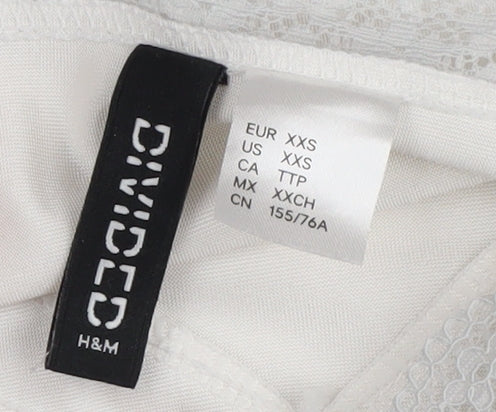 DIVIDED
H&M
EUR XXS
US XXS
CA TTP
MX XXCH
CN 155/76A